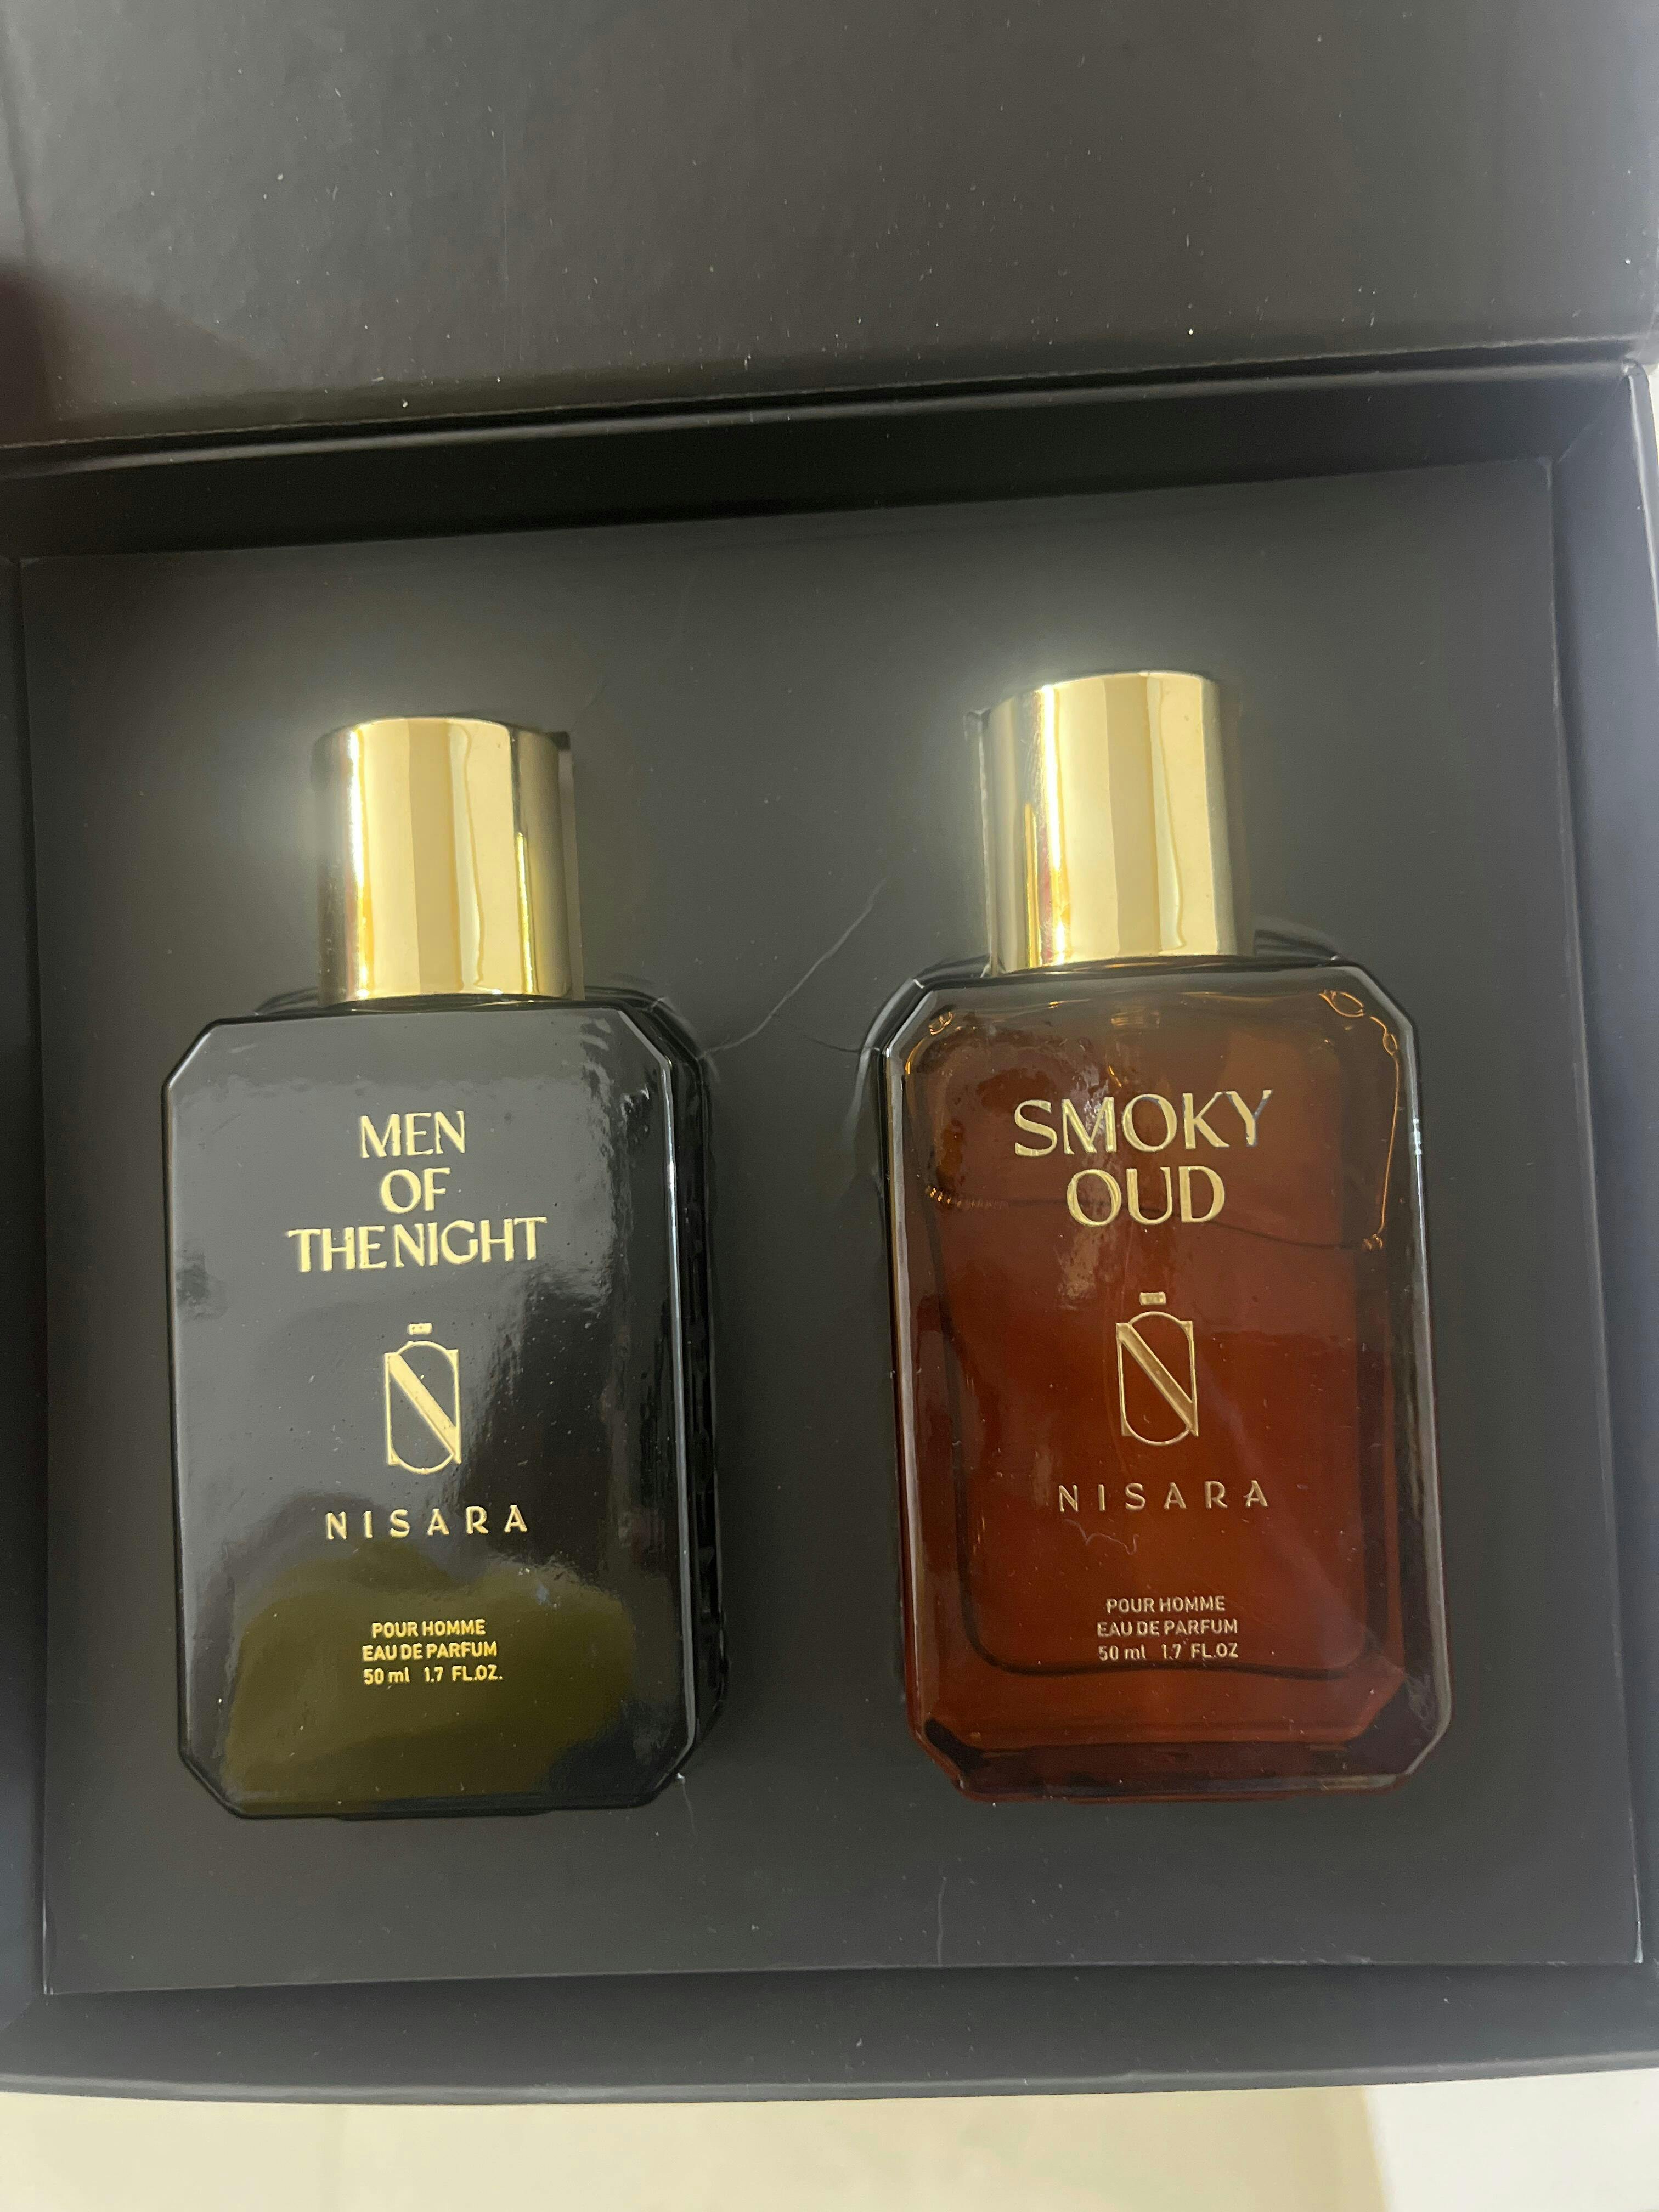 MEN
OF
THE NIGHT
NISARA
POUR HOMME
EAU DE PARFUM
50 ml 1.7 FL.OZ.
SMOKY
OUD
NISARA
POUR HOMME
EAU DE PARFUM
50 ml 1.7 FL.OZ